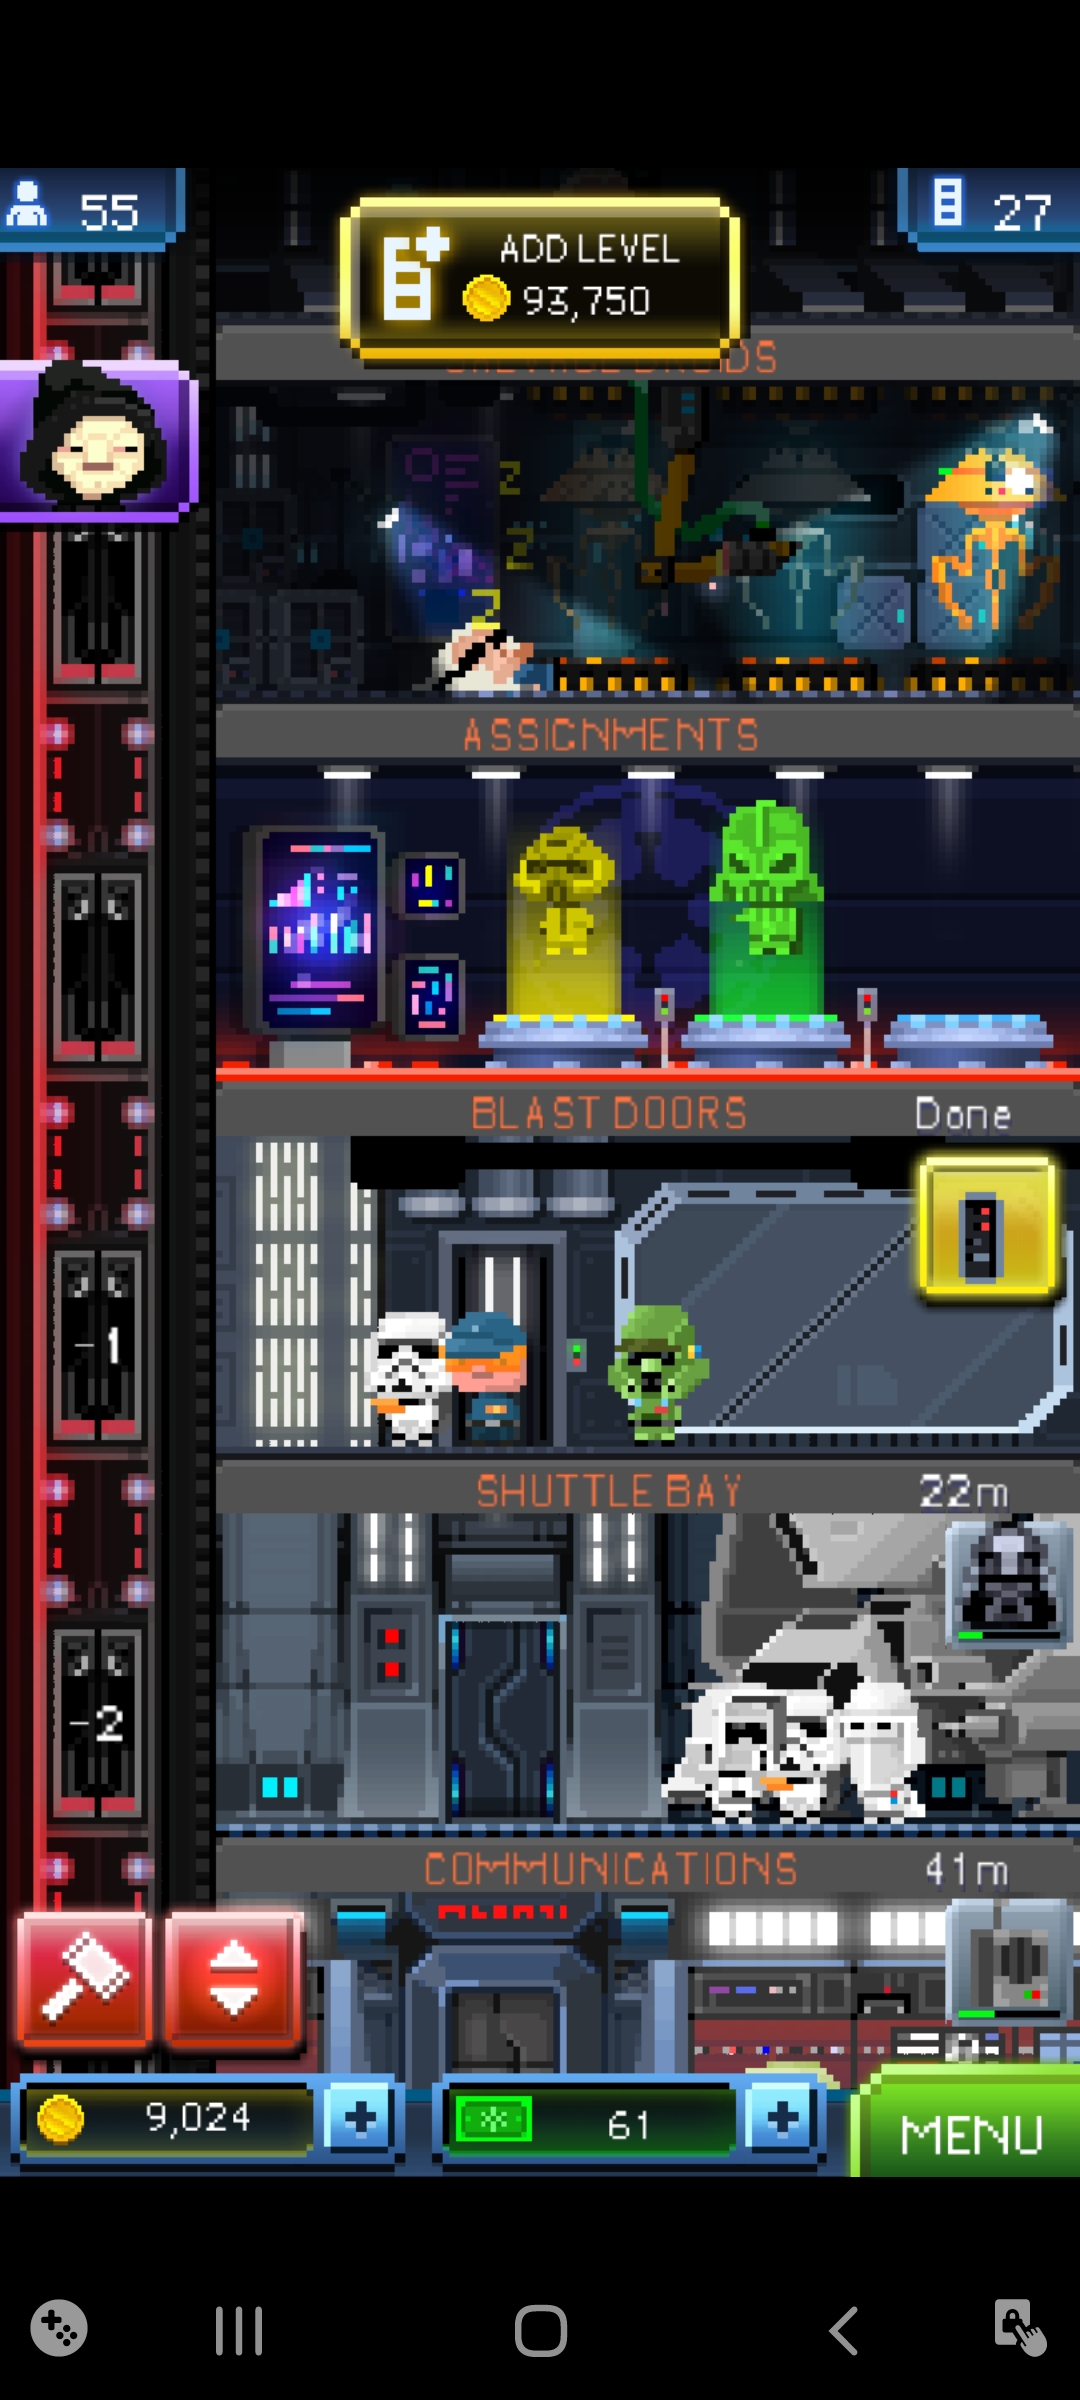 55
ADD LEVEL
93,750
27
ASSIGNMENTS
BLAST DOORS
Done
-1
SHUTTLE BAY
22m
-2
COMMUNICATIONS
41m
9,024
61
MENU